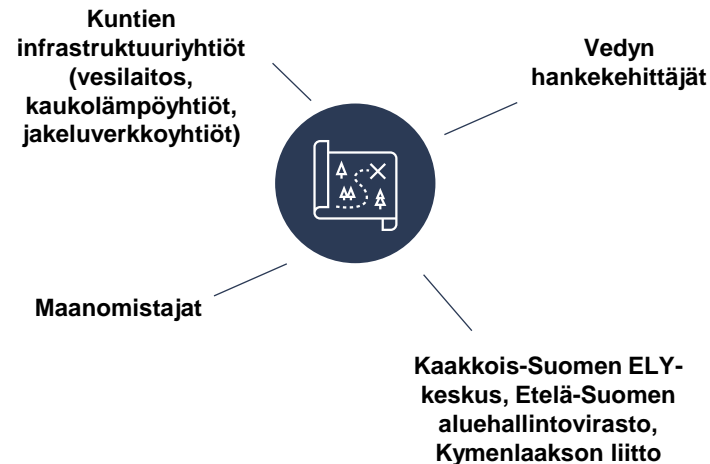 Kuntien
infrastruktuuriyhtiöt
(vesilaitos,
kaukolämpöyhtiöt,
jakeluverkkoyhtiöt)
Vedyn
hankekehittäjät
Maanomistajat
Kaakkois-Suomen ELY-
keskus, Etelä-Suomen
aluehallintovirasto,
Kymenlaakson liitto